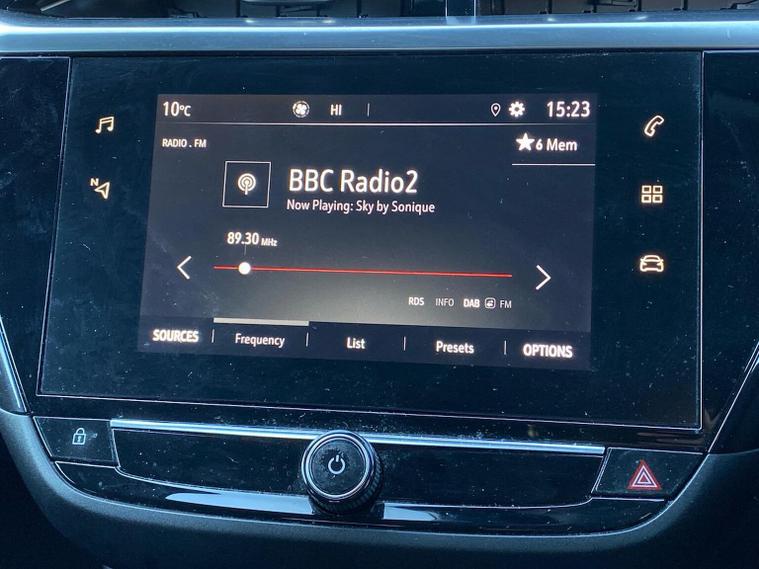 10°C HI 15:23
RADIO . FM
6 Mem
BBC Radio2
Now Playing: Sky by Sonique
N
89.30 MHz
RDS INFO DAB FM
SOURCES Frequency List Presets OPTIONS